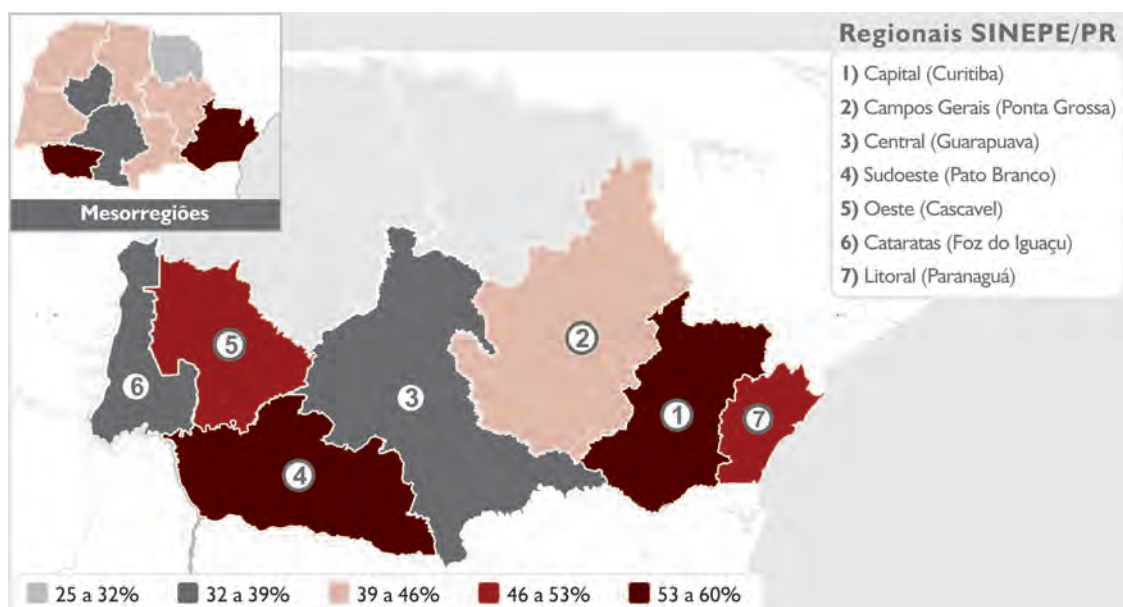 Mesorregiões
Regionais SINEPE/PR
1) Capital (Curitiba)
2) Campos Gerais (Ponta Grossa)
3) Central (Guarapuava)
4) Sudoeste (Pato Branco)
5) Oeste (Cascavel)
6) Cataratas (Foz do Iguaçu)
7) Litoral (Paranaguá)
2
5
6
3
1
7
4
25 a 32%
32 a 39%
39 a 46%
46 a 53%
53 a 60%